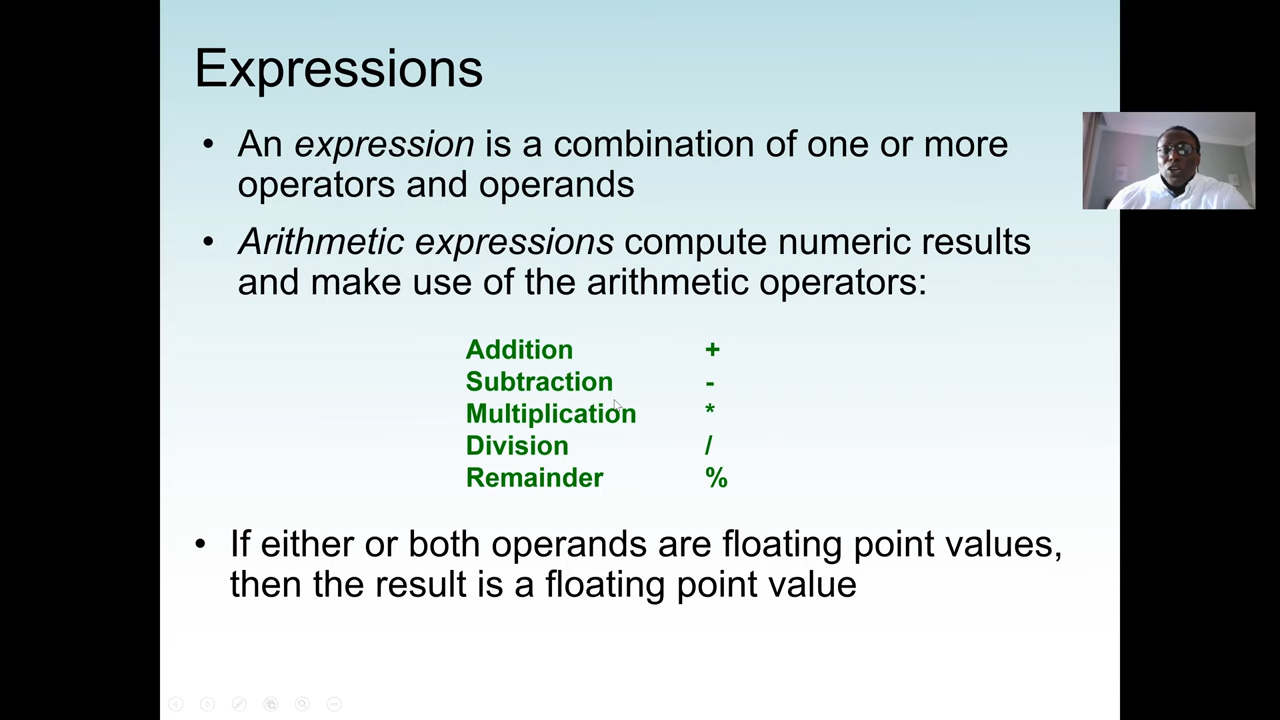 Expressions
• An expression is a combination of one or more
operators and operands
• Arithmetic expressions compute numeric results
and make use of the arithmetic operators:
Addition +
Subtraction -
Multiplication *
Division /
Remainder %
• If either or both operands are floating point values,
then the result is a floating point value